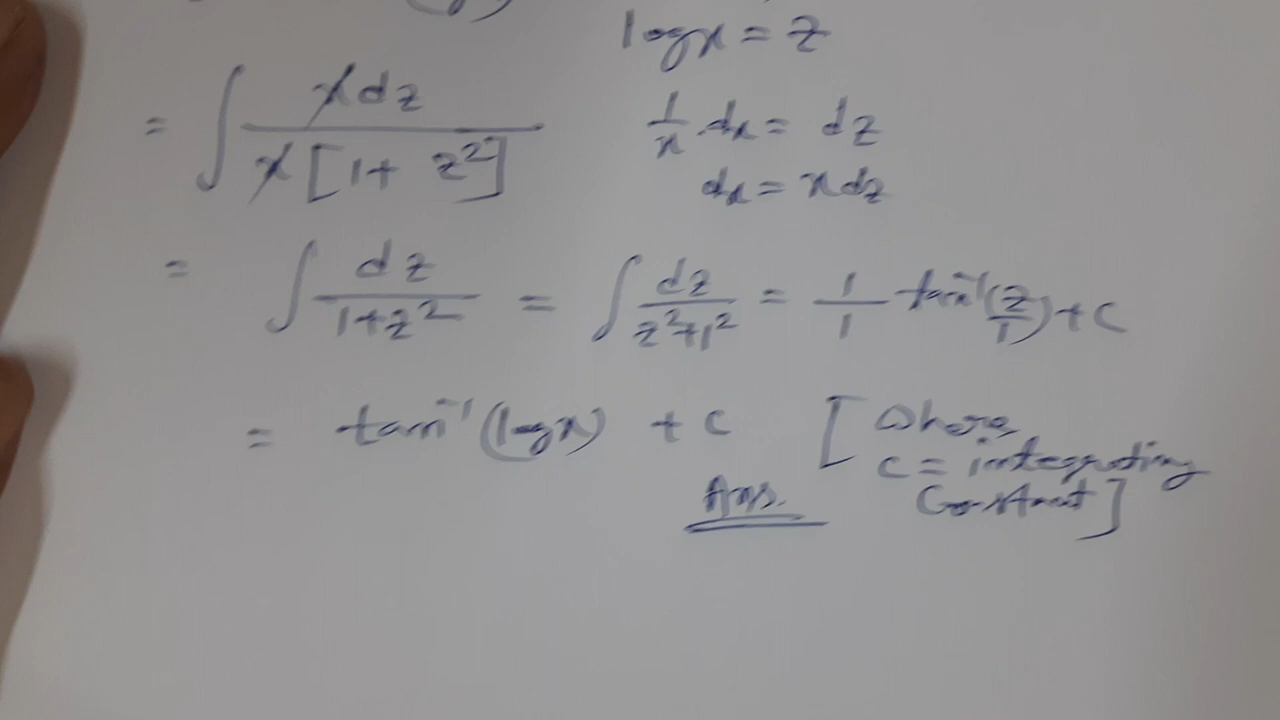 log x = z
= ∫ x dz / x [1 + z²]
1/x dx = dz
dx = x dz
= ∫ dz / 1+z² = ∫ dz / z²+1² = 1/1 tan⁻¹(z/1) + c
= tan⁻¹ (log x) + c [ Where
c = integrating
Constant ]
Ans.